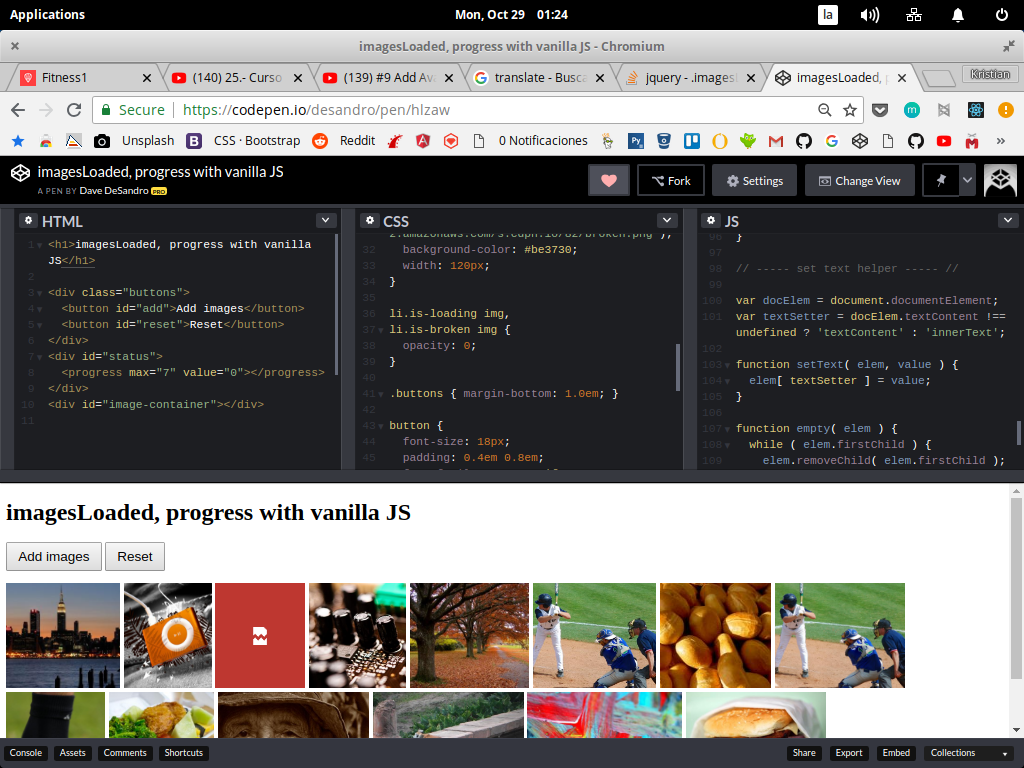 Applications
Mon, Oct 29 01:24
la
imagesLoaded, progress with vanilla JS - Chromium
Fitness1
(140) 25.- Curso
(139) #9 Add Av
translate - Busca
jquery - .images
imagesLoaded, p
Kristian
Secure
https://codepen.io/desandro/pen/hlzaw
Unsplash
CSS · Bootstrap
Reddit
0 Notificaciones
imagesLoaded, progress with vanilla JS
A PEN BY Dave DeSandro PRO
Fork
Settings
Change View
HTML
1 <h1>imagesLoaded, progress with vanilla
JS</h1>
2
3 <div class="buttons">
4 <button id="add">Add images</button>
5 <button id="reset">Reset</button>
6 </div>
7 <div id="status">
8 <progress max="7" value="0"></progress>
9 </div>
10 <div id="image-container"></div>
11
CSS
32 background-color: #be3730;
33 width: 120px;
34 }
35
36 li.is-loading img,
37 li.is-broken img {
38 opacity: 0;
39 }
40
41 .buttons { margin-bottom: 1.0em; }
42
43 button {
44 font-size: 18px;
45 padding: 0.4em 0.8em;
JS
96 }
97
98 // ----- set text helper ----- //
99
100 var docElem = document.documentElement;
101 var textSetter = docElem.textContent !==
undefined ? 'textContent' : 'innerText';
102
103 function setText( elem, value ) {
104 elem[ textSetter ] = value;
105 }
106
107 function empty( elem ) {
108 while ( elem.firstChild ) {
109 elem.removeChild( elem.firstChild );
imagesLoaded, progress with vanilla JS
Add images
Reset
Console
Assets
Comments
Shortcuts
Share
Export
Embed
Collections